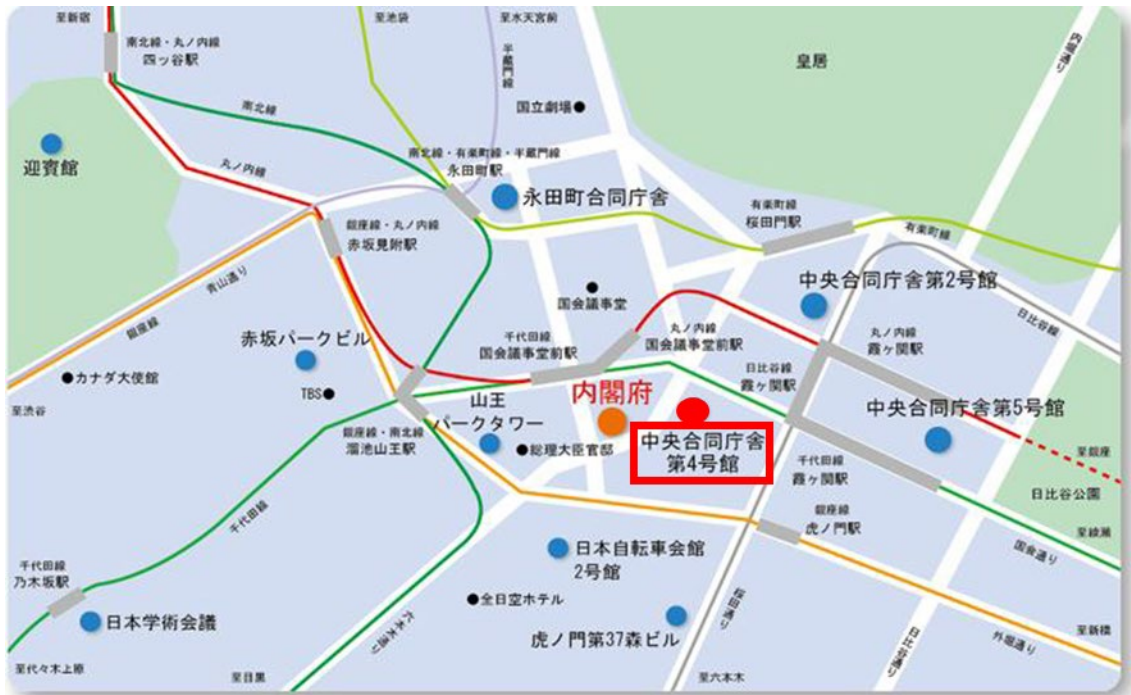 至新宿
至池袋
至水天宮前
南北線・丸ノ内線
四ツ谷駅
半蔵門線
皇居
内堀通り
南北線
国立劇場
迎賓館
丸ノ内線
南北線・有楽町線・半蔵門線
永田町駅
永田町合同庁舎
有楽町線
桜田門駅
有楽町線
銀座線・丸ノ内線
赤坂見附駅
青山通り
銀座線
国会議事堂
中央合同庁舎第2号館
日比谷線
赤坂パークビル
千代田線
国会議事堂前駅
丸ノ内線
国会議事堂前駅
丸ノ内線
霞ヶ関駅
日比谷線
霞ヶ関駅
カナダ大使館
TBS
至渋谷
山王
パークタワー
内閣府
中央合同庁舎第5号館
銀座線・南北線
溜池山王駅
総理大臣官邸
中央合同庁舎
第4号館
千代田線
霞ヶ関駅
至銀座
日比谷公園
千代田線
銀座線
虎ノ門駅
至綾瀬
国会通り
日本自転車会館
2号館
千代田線
乃木坂駅
全日空ホテル
桜田通り
日本学術会議
六本木通り
虎ノ門第37森ビル
日比谷通り
外堀通り
至新橋
至代々木上原
至目黒
至六本木